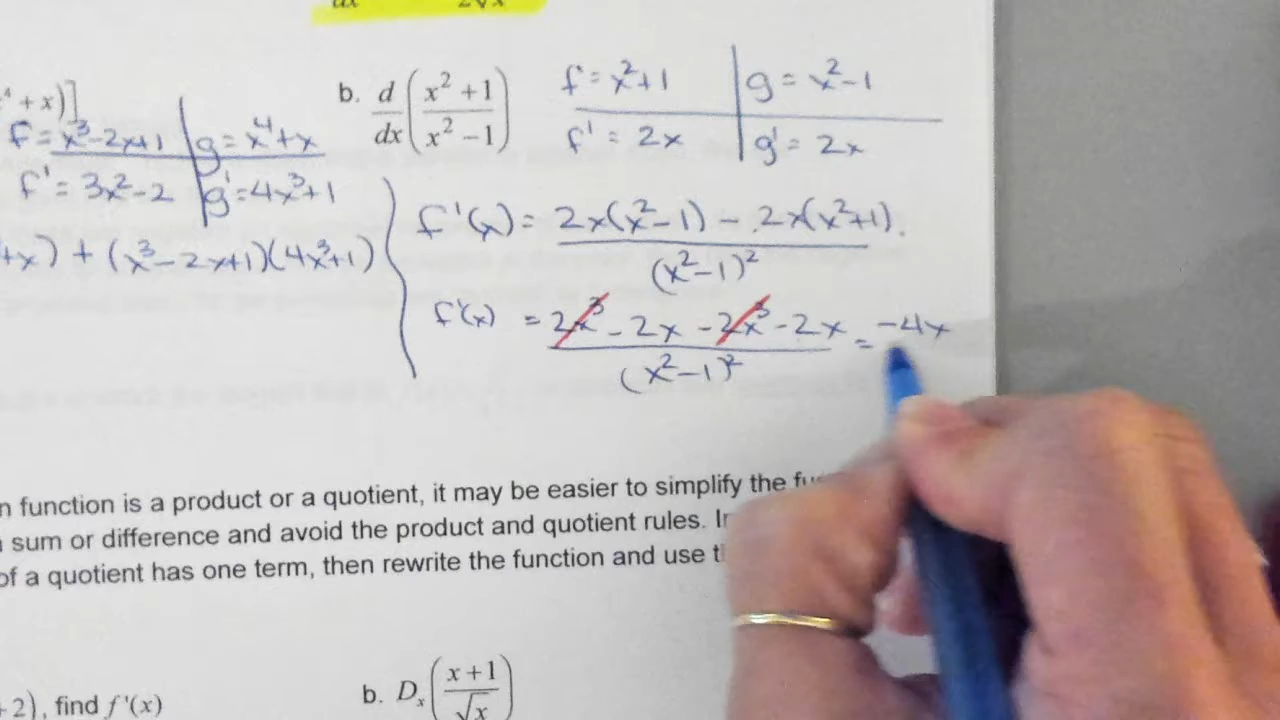 ⁴ + x)]
f = x³ - 2x + 1 | g = x⁴ + x
f' = 3x² - 2 | g' = 4x³ + 1
+x) + (x³ - 2x + 1)(4x³ + 1)
b. d/dx ((x² + 1)/(x² - 1))
f = x² + 1 | g = x² - 1
f' = 2x | g' = 2x
f'(x) = (2x(x² - 1) - 2x(x² + 1))/(x² - 1)²
f'(x) = (2x³ - 2x - 2x³ - 2x)/(x² - 1)² = -4x
n function is a product or a quotient, it may be easier to simplify the
sum or difference and avoid the product and quotient rules.
of a quotient has one term, then rewrite the function and use
+ 2), find f'(x)
b. Dₓ((x + 1)/√x)